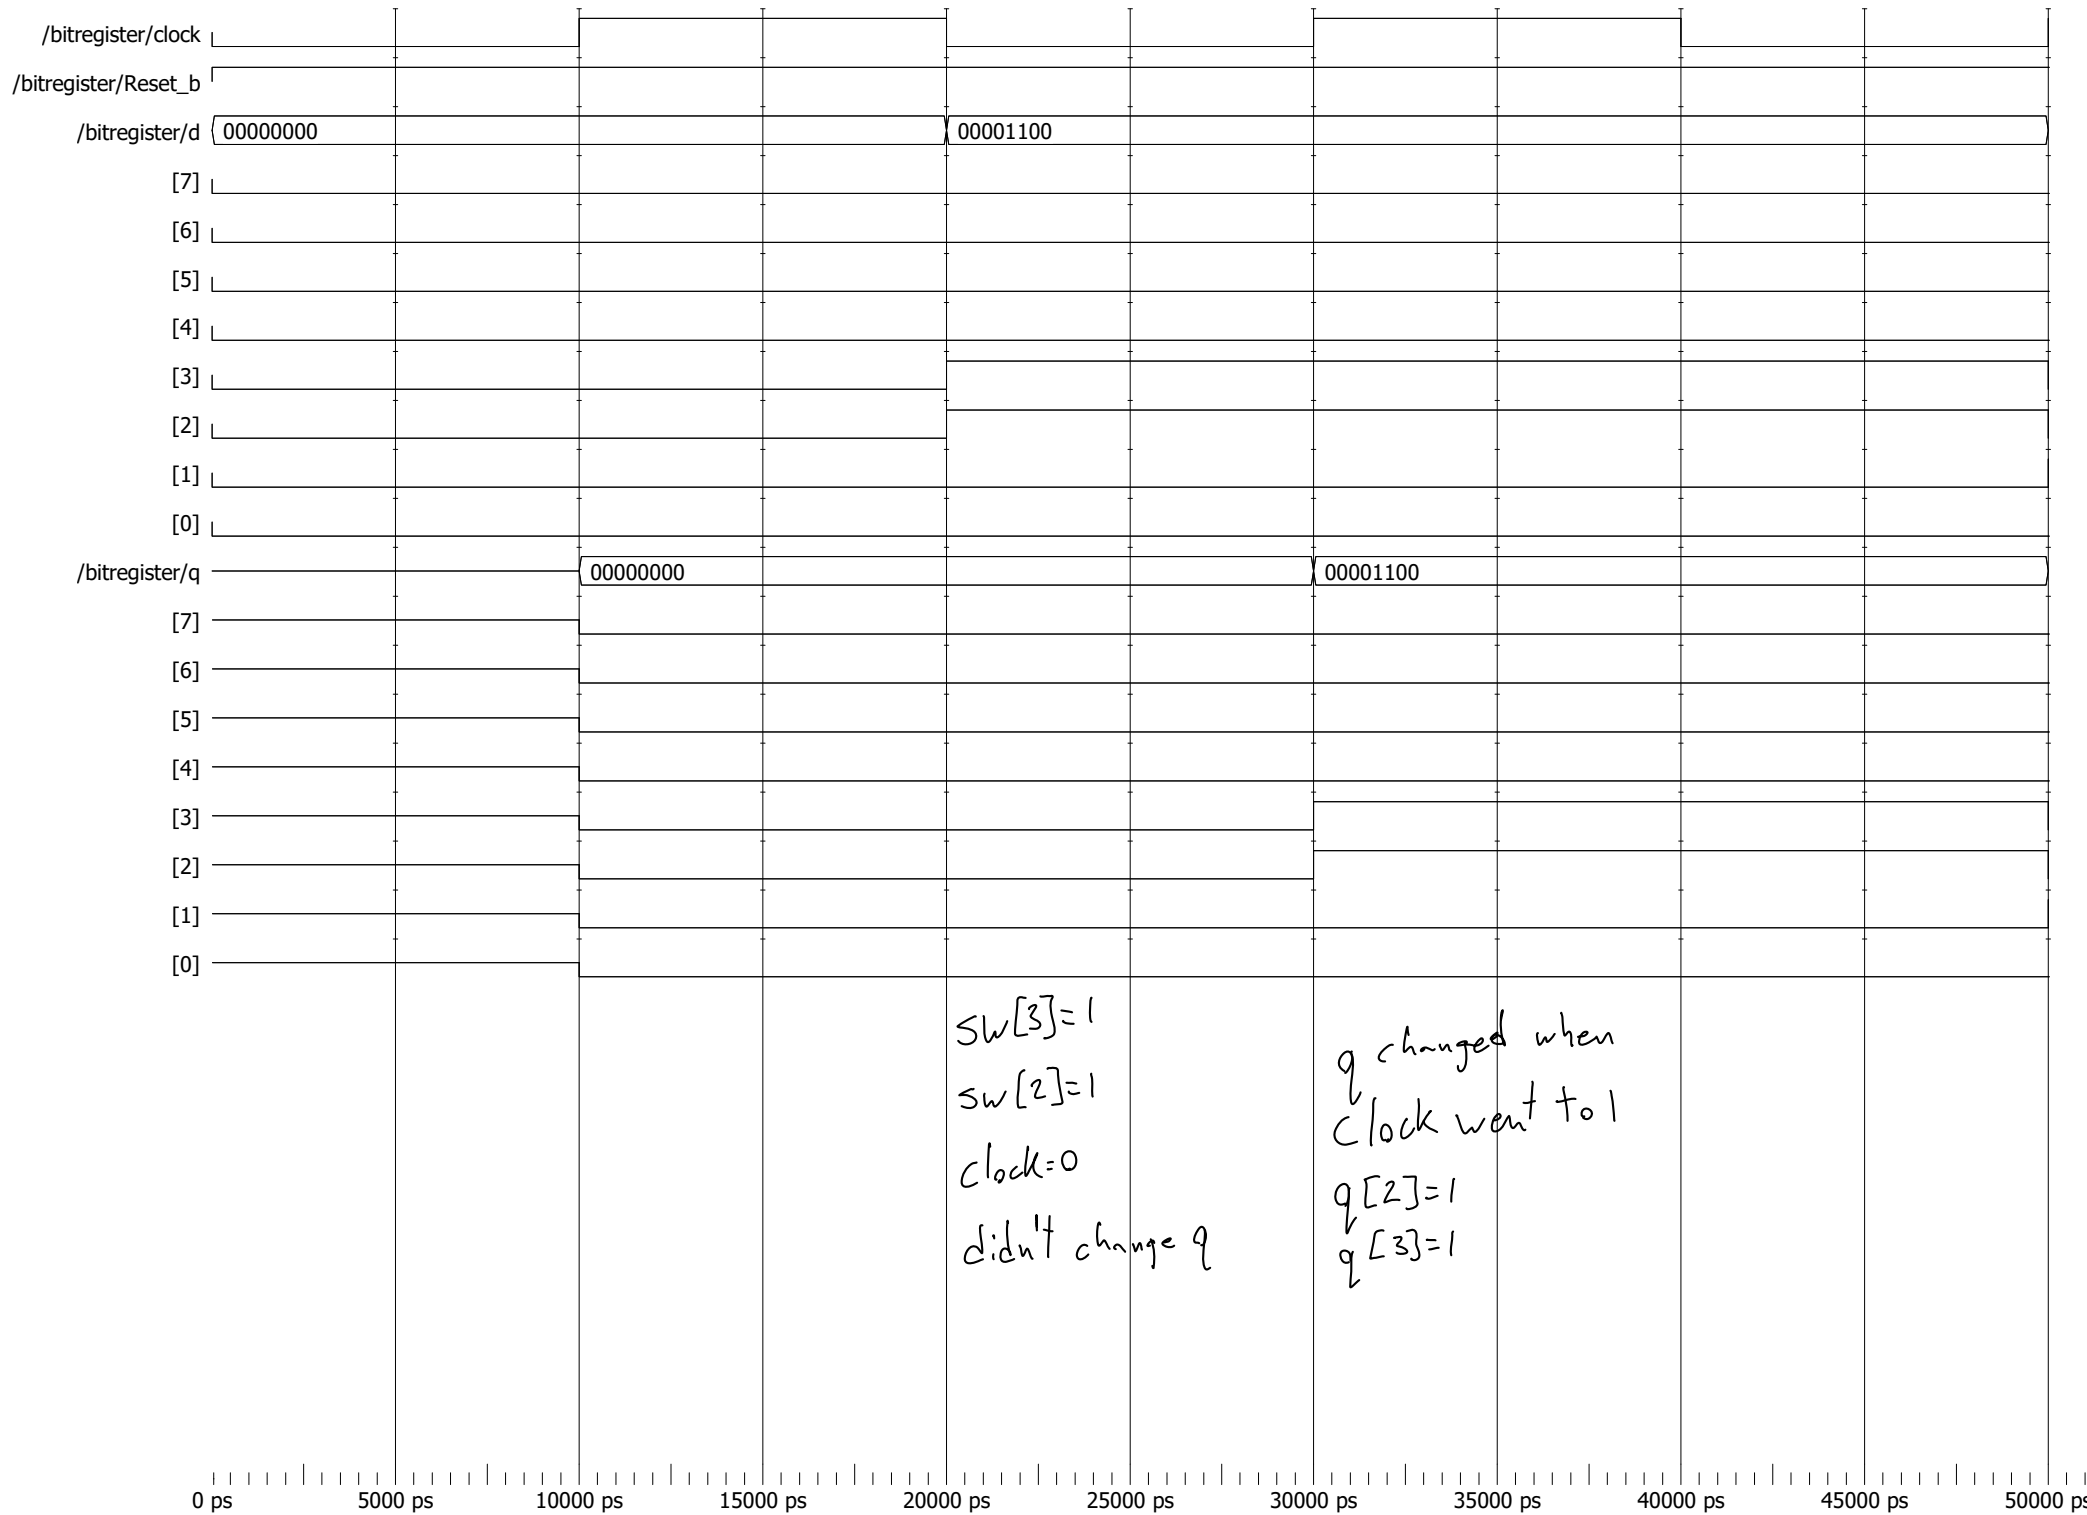 /bitregister/clock
/bitregister/Reset_b
/bitregister/d 00000000 00001100
[7]
[6]
[5]
[4]
[3]
[2]
[1]
[0]
/bitregister/q 00000000 00001100
[7]
[6]
[5]
[4]
[3]
[2]
[1]
[0]
SW[3]=1
SW[2]=1
Clock=0
didn't change q
q changed when
Clock went to 1
q[2]=1
q[3]=1
0 ps 5000 ps 10000 ps 15000 ps 20000 ps 25000 ps 30000 ps 35000 ps 40000 ps 45000 ps 50000 ps